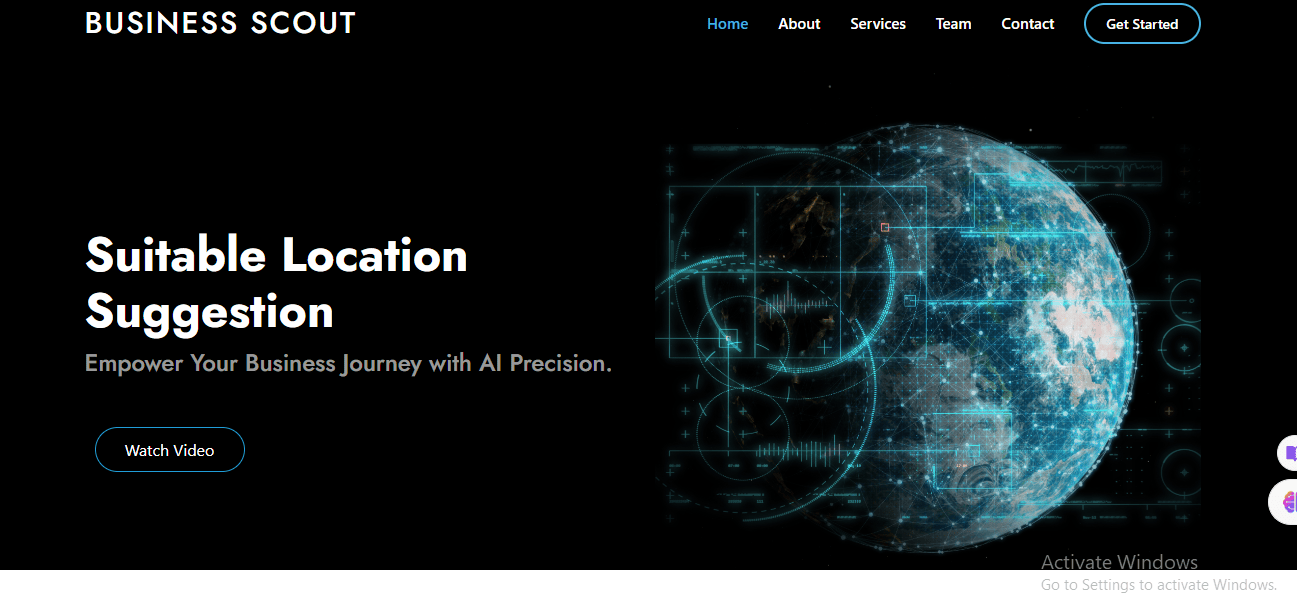 BUSINESS SCOUT
Home About Services Team Contact Get Started
Suitable Location
Suggestion
Empower Your Business Journey with AI Precision.
Watch Video
Activate Windows
Go to Settings to activate Windows.